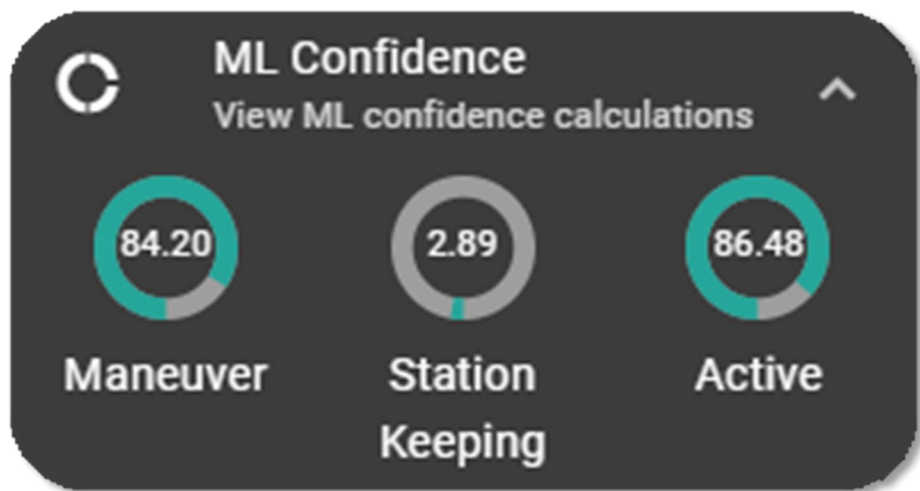 ML Confidence
View ML confidence calculations
84.20
2.89
86.48
Maneuver
Station
Keeping
Active